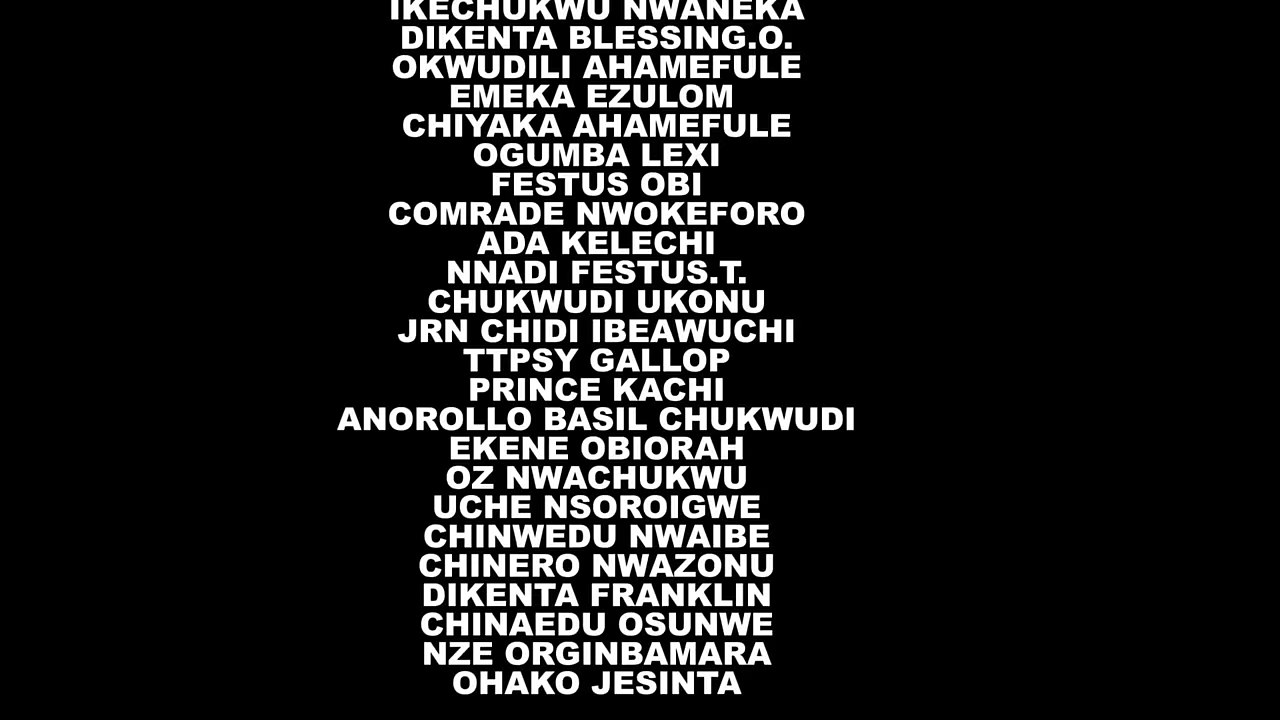 IKECHUKWU NWANEKA
DIKENTA BLESSING.O.
OKWUDILI AHAMEFULE
EMEKA EZULOM
CHIYAKA AHAMEFULE
OGUMBA LEXI
FESTUS OBI
COMRADE NWOKEFORO
ADA KELECHI
NNADI FESTUS.T.
CHUKWUDI UKONU
JRN CHIDI IBEAWUCHI
TTPSY GALLOP
PRINCE KACHI
ANOROLLO BASIL CHUKWUDI
EKENE OBIORAH
OZ NWACHUKWU
UCHE NSOROIGWE
CHINWEDU NWAIBE
CHINERO NWAZONU
DIKENTA FRANKLIN
CHINAEDU OSUNWE
NZE ORGINBAMARA
OHAKO JESINTA